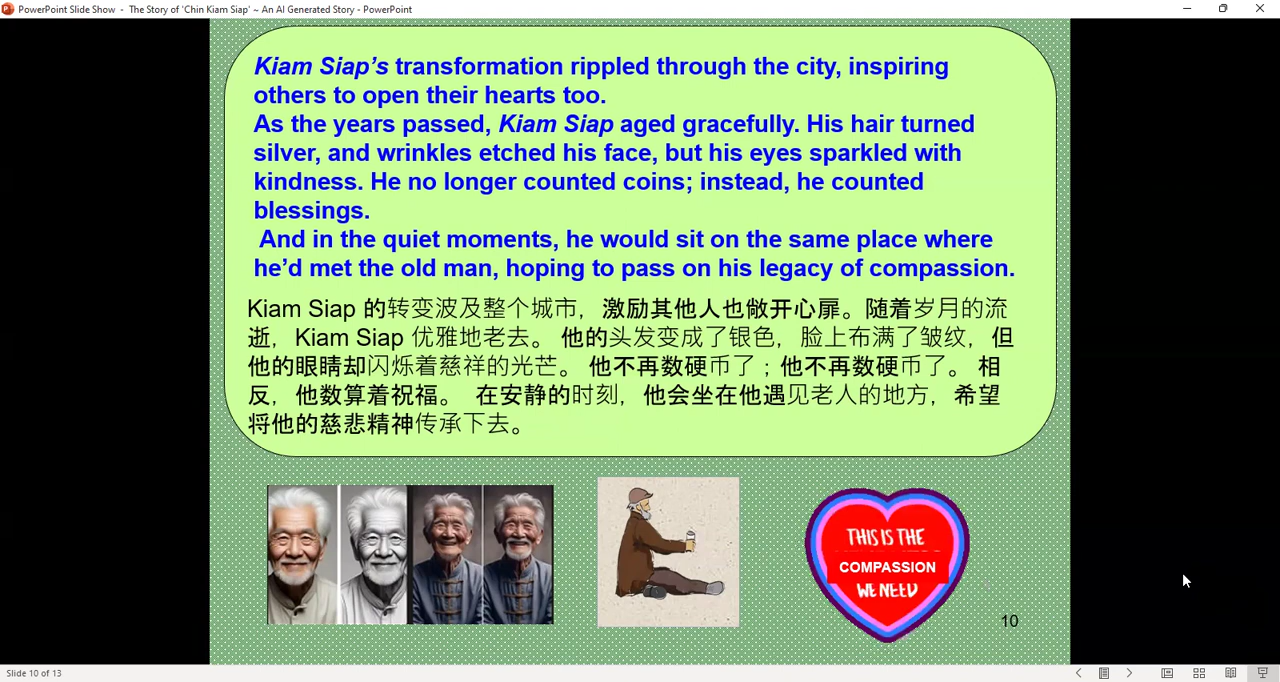 PowerPoint Slide Show - The Story of 'Chin Kiam Siap' ~ An AI Generated Story - PowerPoint
Kiam Siap's transformation rippled through the city, inspiring
others to open their hearts too.
As the years passed, Kiam Siap aged gracefully. His hair turned
silver, and wrinkles etched his face, but his eyes sparkled with
kindness. He no longer counted coins; instead, he counted
blessings.
And in the quiet moments, he would sit on the same place where
he'd met the old man, hoping to pass on his legacy of compassion.
Kiam Siap 的转变波及整个城市，激励其他人也敞开心扉。随着岁月的流
逝，Kiam Siap 优雅地老去。 他的头发变成了银色，脸上布满了皱纹，但
他的眼睛却闪烁着慈祥的光芒。 他不再数硬币了；他不再数硬币了。 相
反，他数算着祝福。 在安静的时刻，他会坐在他遇见老人的地方，希望
将他的慈悲精神传承下去。
THIS IS THE
COMPASSION
WE NEED
10
Slide 10 of 13